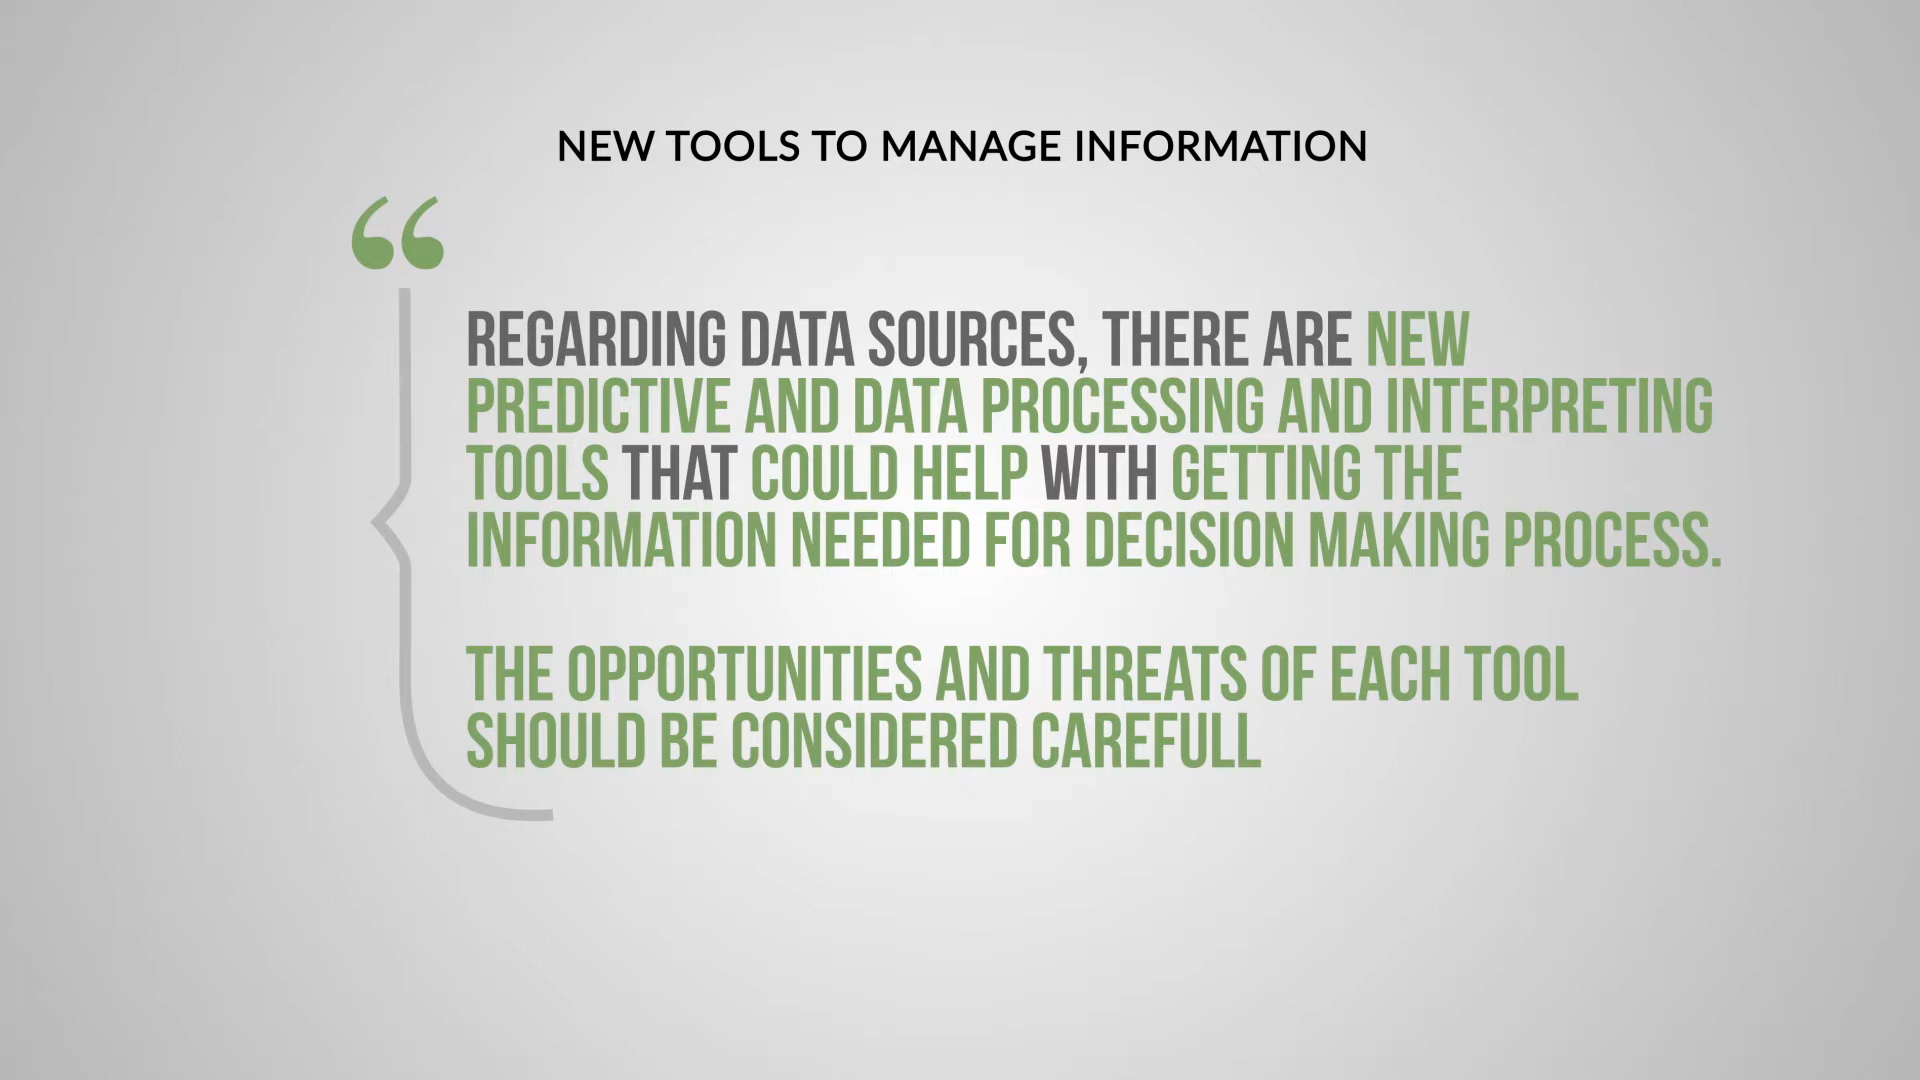 NEW TOOLS TO MANAGE INFORMATION
“
REGARDING DATA SOURCES, THERE ARE NEW
PREDICTIVE AND DATA PROCESSING AND INTERPRETING
TOOLS THAT COULD HELP WITH GETTING THE
INFORMATION NEEDED FOR DECISION MAKING PROCESS.
THE OPPORTUNITIES AND THREATS OF EACH TOOL
SHOULD BE CONSIDERED CAREFULL